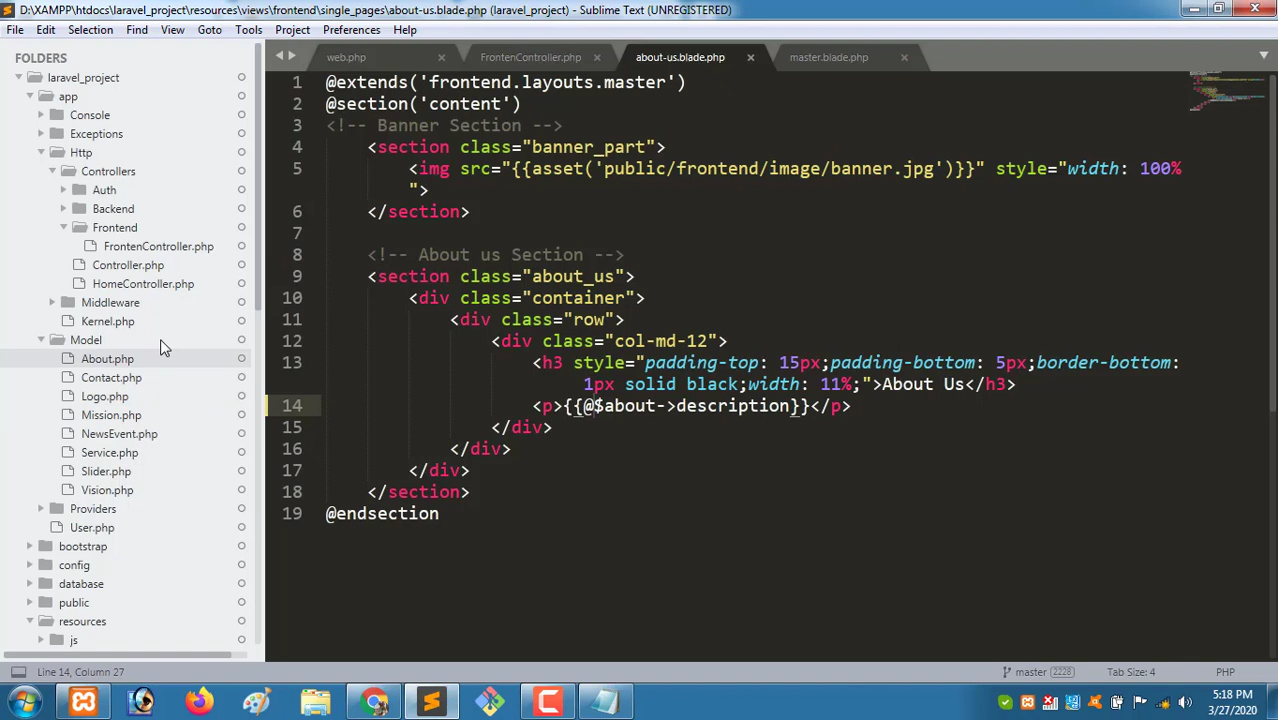 D:\XAMPP\htdocs\laravel_project\resources\views\frontend\single_pages\about-us.blade.php (laravel_project) - Sublime Text (UNREGISTERED)
File Edit Selection Find View Goto Tools Project Preferences Help
FOLDERS
laravel_project
app
Console
Exceptions
Http
Controllers
Auth
Backend
Frontend
FrontenController.php
Controller.php
HomeController.php
Middleware
Kernel.php
Model
About.php
Contact.php
Logo.php
Mission.php
NewsEvent.php
Service.php
Slider.php
Vision.php
Providers
User.php
bootstrap
config
database
public
resources
js
web.php FrontenController.php about-us.blade.php master.blade.php
1 @extends('frontend.layouts.master')
2 @section('content')
3 <!-- Banner Section -->
4 <section class="banner_part">
5 <img src="{{asset('public/frontend/image/banner.jpg')}}" style="width: 100%
">
6 </section>
7
8 <!-- About us Section -->
9 <section class="about_us">
10 <div class="container">
11 <div class="row">
12 <div class="col-md-12">
13 <h3 style="padding-top: 15px;padding-bottom: 5px;border-bottom:
1px solid black;width: 11%;">About Us</h3>
14 <p>{{@$about->description}}</p>
15 </div>
16 </div>
17 </div>
18 </section>
19 @endsection
Line 14, Column 27
master 2228
Tab Size: 4
PHP
5:18 PM
3/27/2020